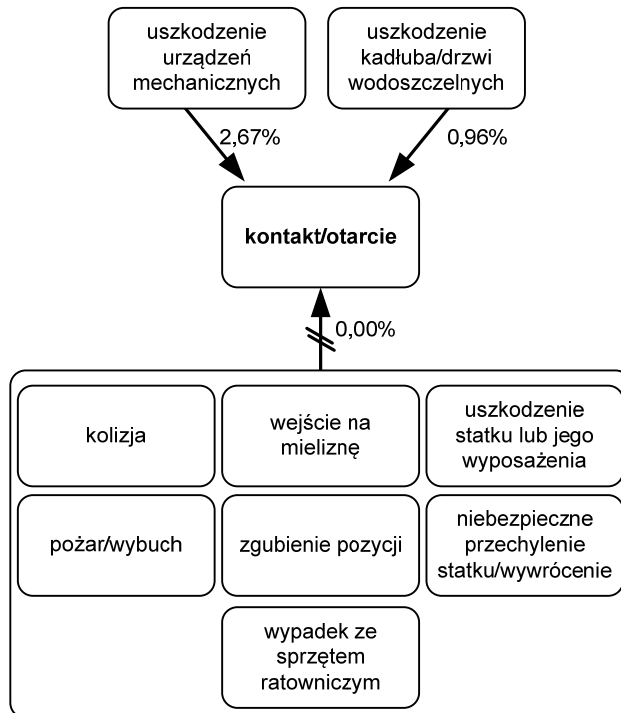 uszkodzenie
urządzeń
mechanicznych
uszkodzenie
kadłuba/drzwi
wodoszczelnych
2,67%
0,96%
kontakt/otarcie
0,00%
kolizja
wejście na
mieliznę
uszkodzenie
statku lub jego
wyposażenia
pożar/wybuch
zgubienie pozycji
niebezpieczne
przechylenie
statku/wywrócenie
wypadek ze
sprzętem
ratowniczym